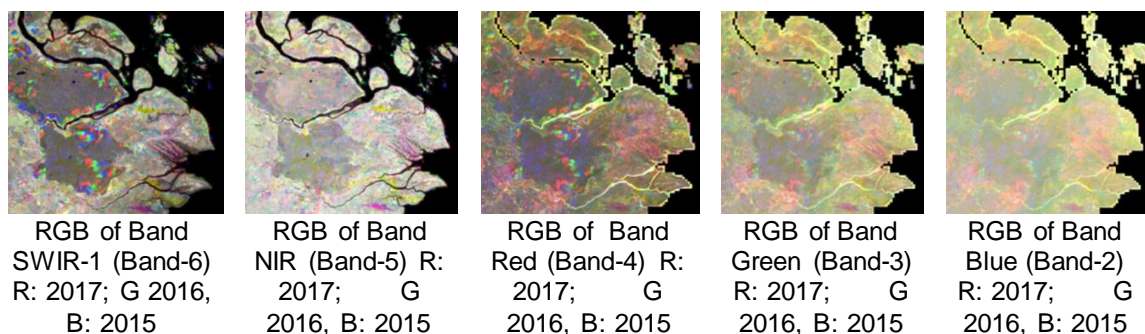 RGB of Band
SWIR-1 (Band-6)
R: 2017; G 2016,
B: 2015
RGB of Band
NIR (Band-5) R:
2017; G
2016, B: 2015
RGB of Band
Red (Band-4) R:
2017; G
2016, B: 2015
RGB of Band
Green (Band-3)
R: 2017; G
2016, B: 2015
RGB of Band
Blue (Band-2)
R: 2017; G
2016, B: 2015